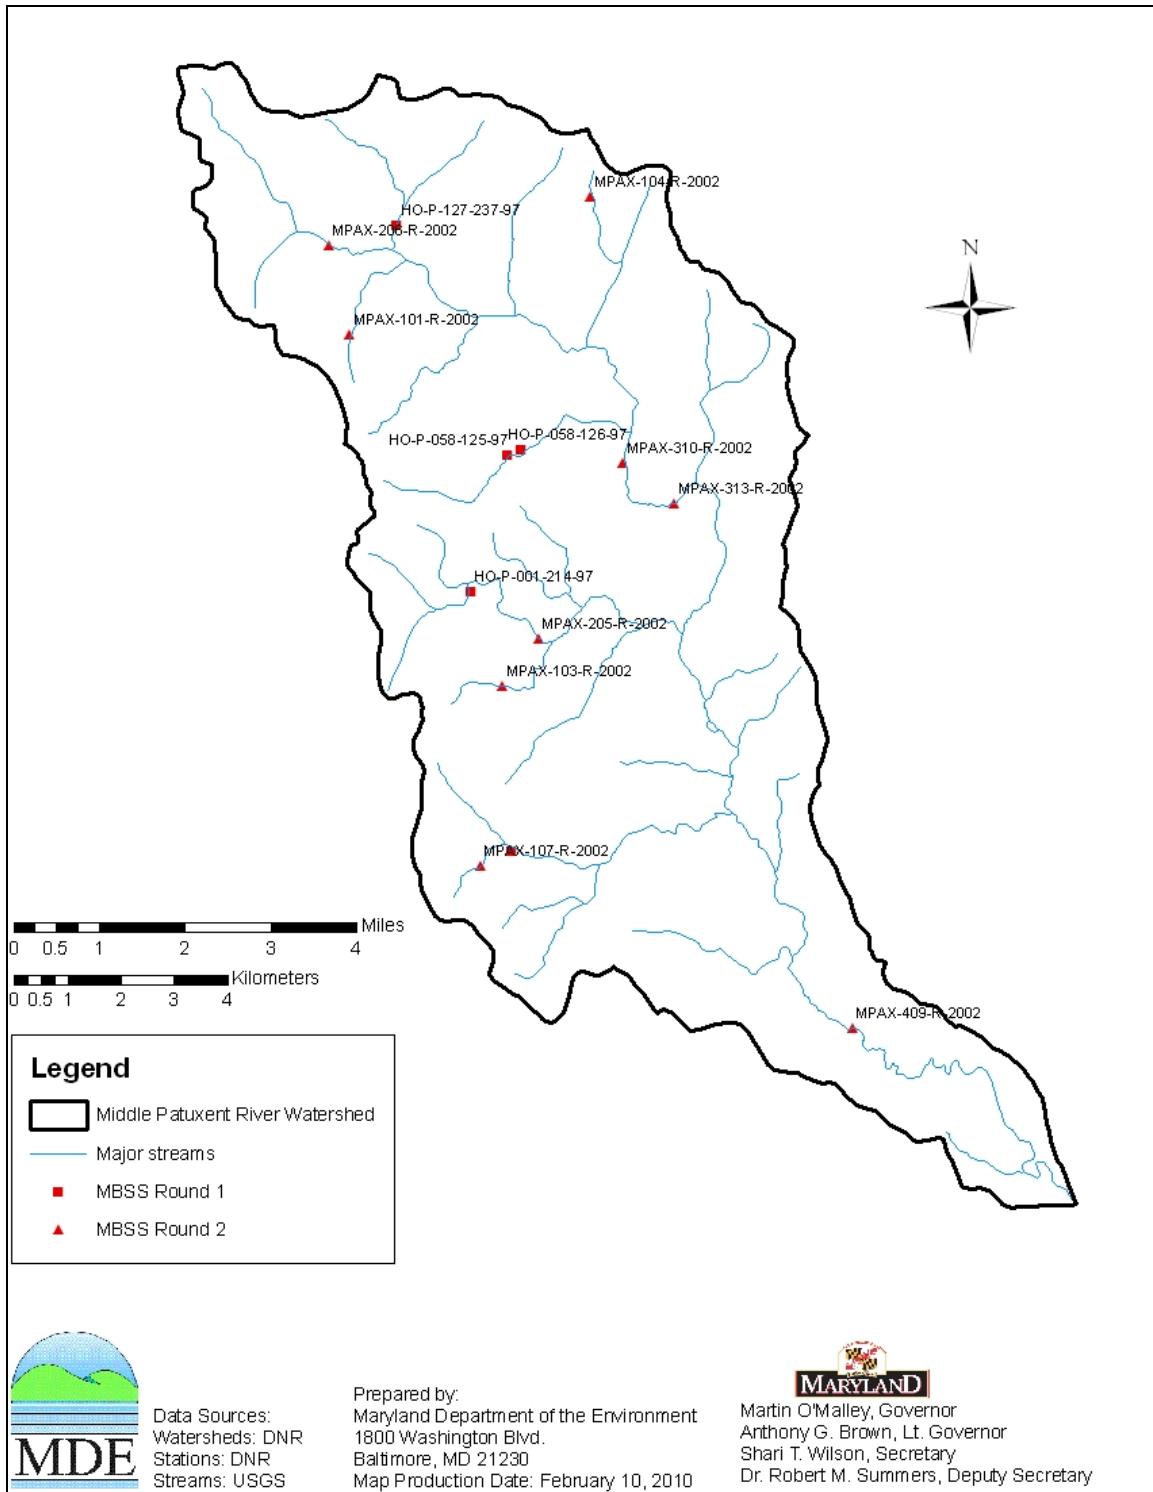 MPAX-104-R-2002
HO-P-127-237-97
MPAX-206-R-2002
N
MPAX-101-R-2002
HO-P-058-125-97
HO-P-058-126-97
MPAX-310-R-2002
MPAX-313-R-2002
HO-P-001-214-97
MPAX-205-R-2002
MPAX-103-R-2002
MPAX-107-R-2002
Miles
0 0.5 1 2 3 4
Kilometers
0 0.5 1 2 3 4
MPAX-409-R-2002
Legend
Middle Patuxent River Watershed
Major streams
MBSS Round 1
MBSS Round 2
MDE
Data Sources:
Watersheds: DNR
Stations: DNR
Streams: USGS
Prepared by:
Maryland Department of the Environment
1800 Washington Blvd.
Baltimore, MD 21230
Map Production Date: February 10, 2010
MARYLAND
Martin O'Malley, Governor
Anthony G. Brown, Lt. Governor
Shari T. Wilson, Secretary
Dr. Robert M. Summers, Deputy Secretary